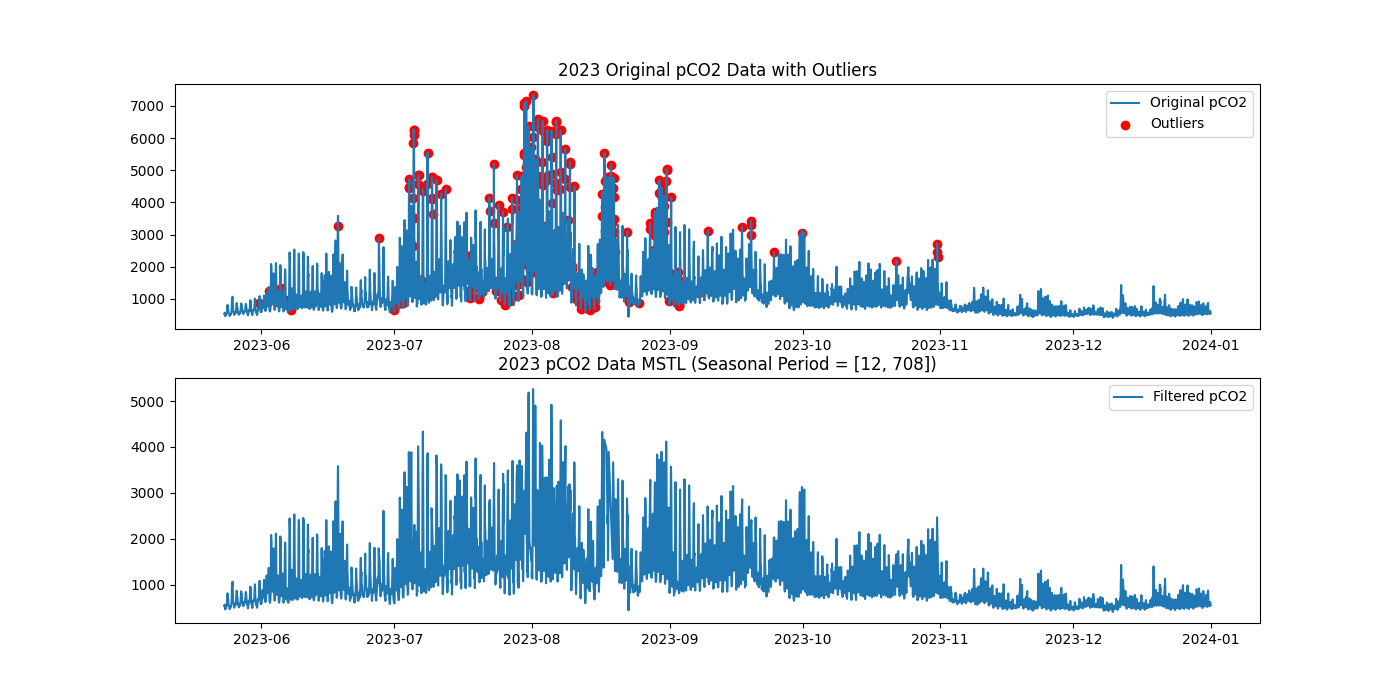 2023 Original pCO2 Data with Outliers
7000
6000
5000
4000
3000
2000
1000
Original pCO2
Outliers
2023-06 2023-07 2023-08 2023-09 2023-10 2023-11 2023-12 2024-01
2023 pCO2 Data MSTL (Seasonal Period = [12, 708])
5000
4000
3000
2000
1000
Filtered pCO2
2023-06 2023-07 2023-08 2023-09 2023-10 2023-11 2023-12 2024-01